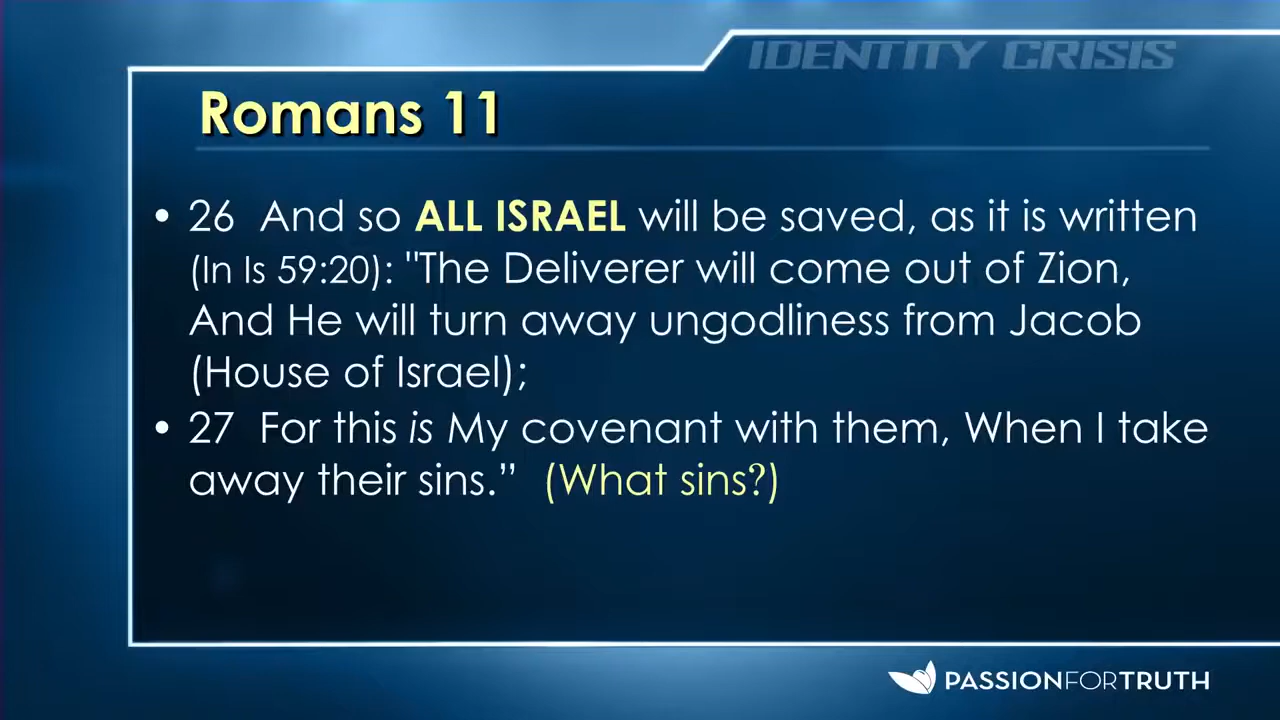 IDENTITY CRISIS
Romans 11
• 26 And so ALL ISRAEL will be saved, as it is written
(In Is 59:20): "The Deliverer will come out of Zion,
And He will turn away ungodliness from Jacob
(House of Israel);
• 27 For this is My covenant with them, When I take
away their sins.” (What sins?)
PASSIONFORTRUTH